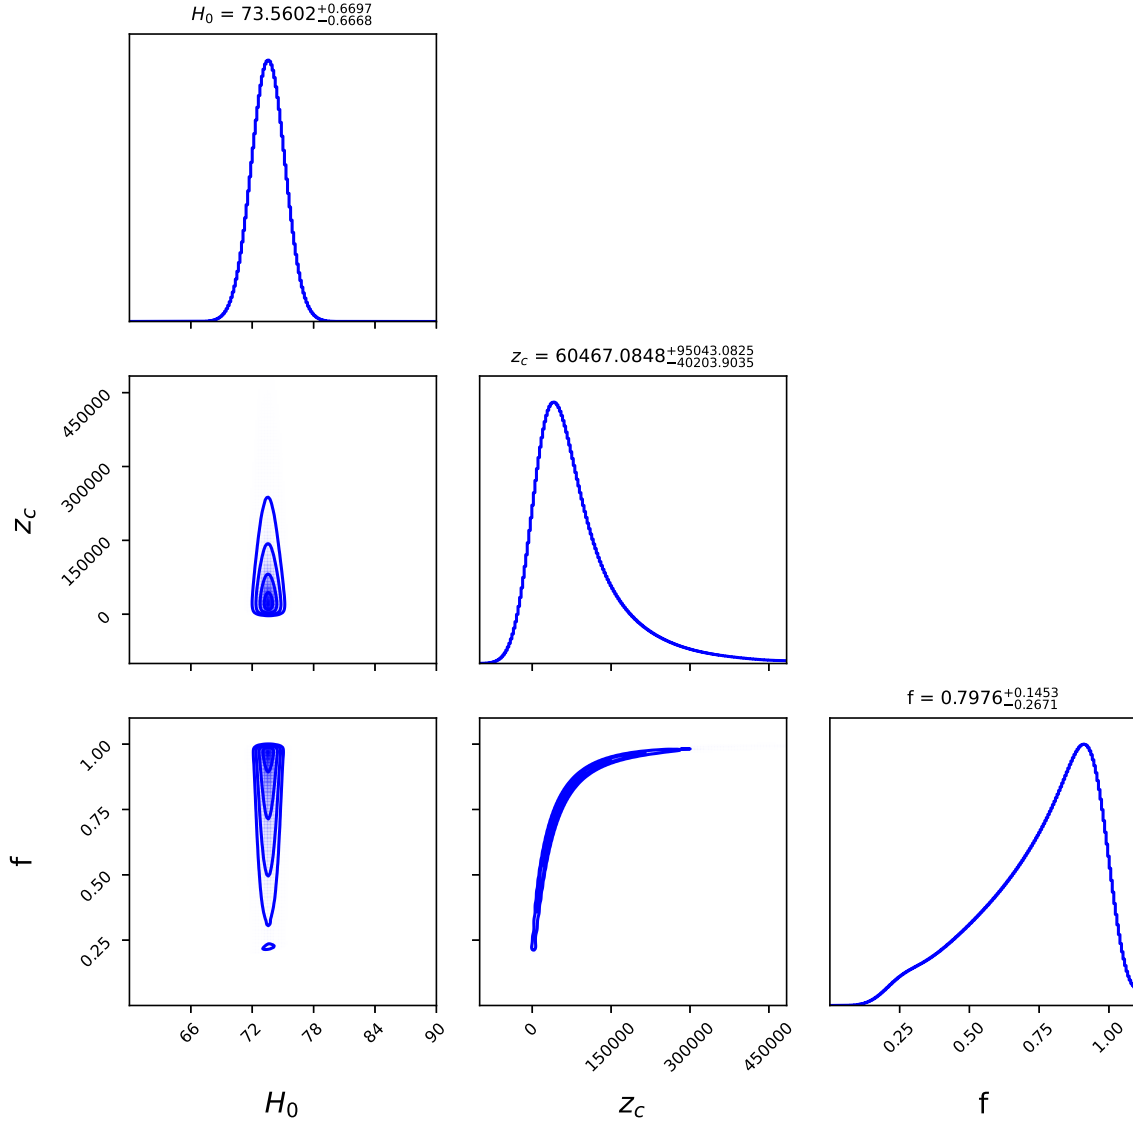 H₀ = 73.5602⁺⁰·⁶⁶⁹⁷₋₀.₆₆₆₈
z_c = 60467.0848^{+95043.0825}_{−40203.9035}
450000
300000
150000
0
z_c
f = 0.7976^{+0.1453}_{−0.2671}
1.00
0.75
0.50
0.25
f
66 72 78 84 90
0 150000 300000 450000
0.25 0.50 0.75 1.00
H₀ z_c f